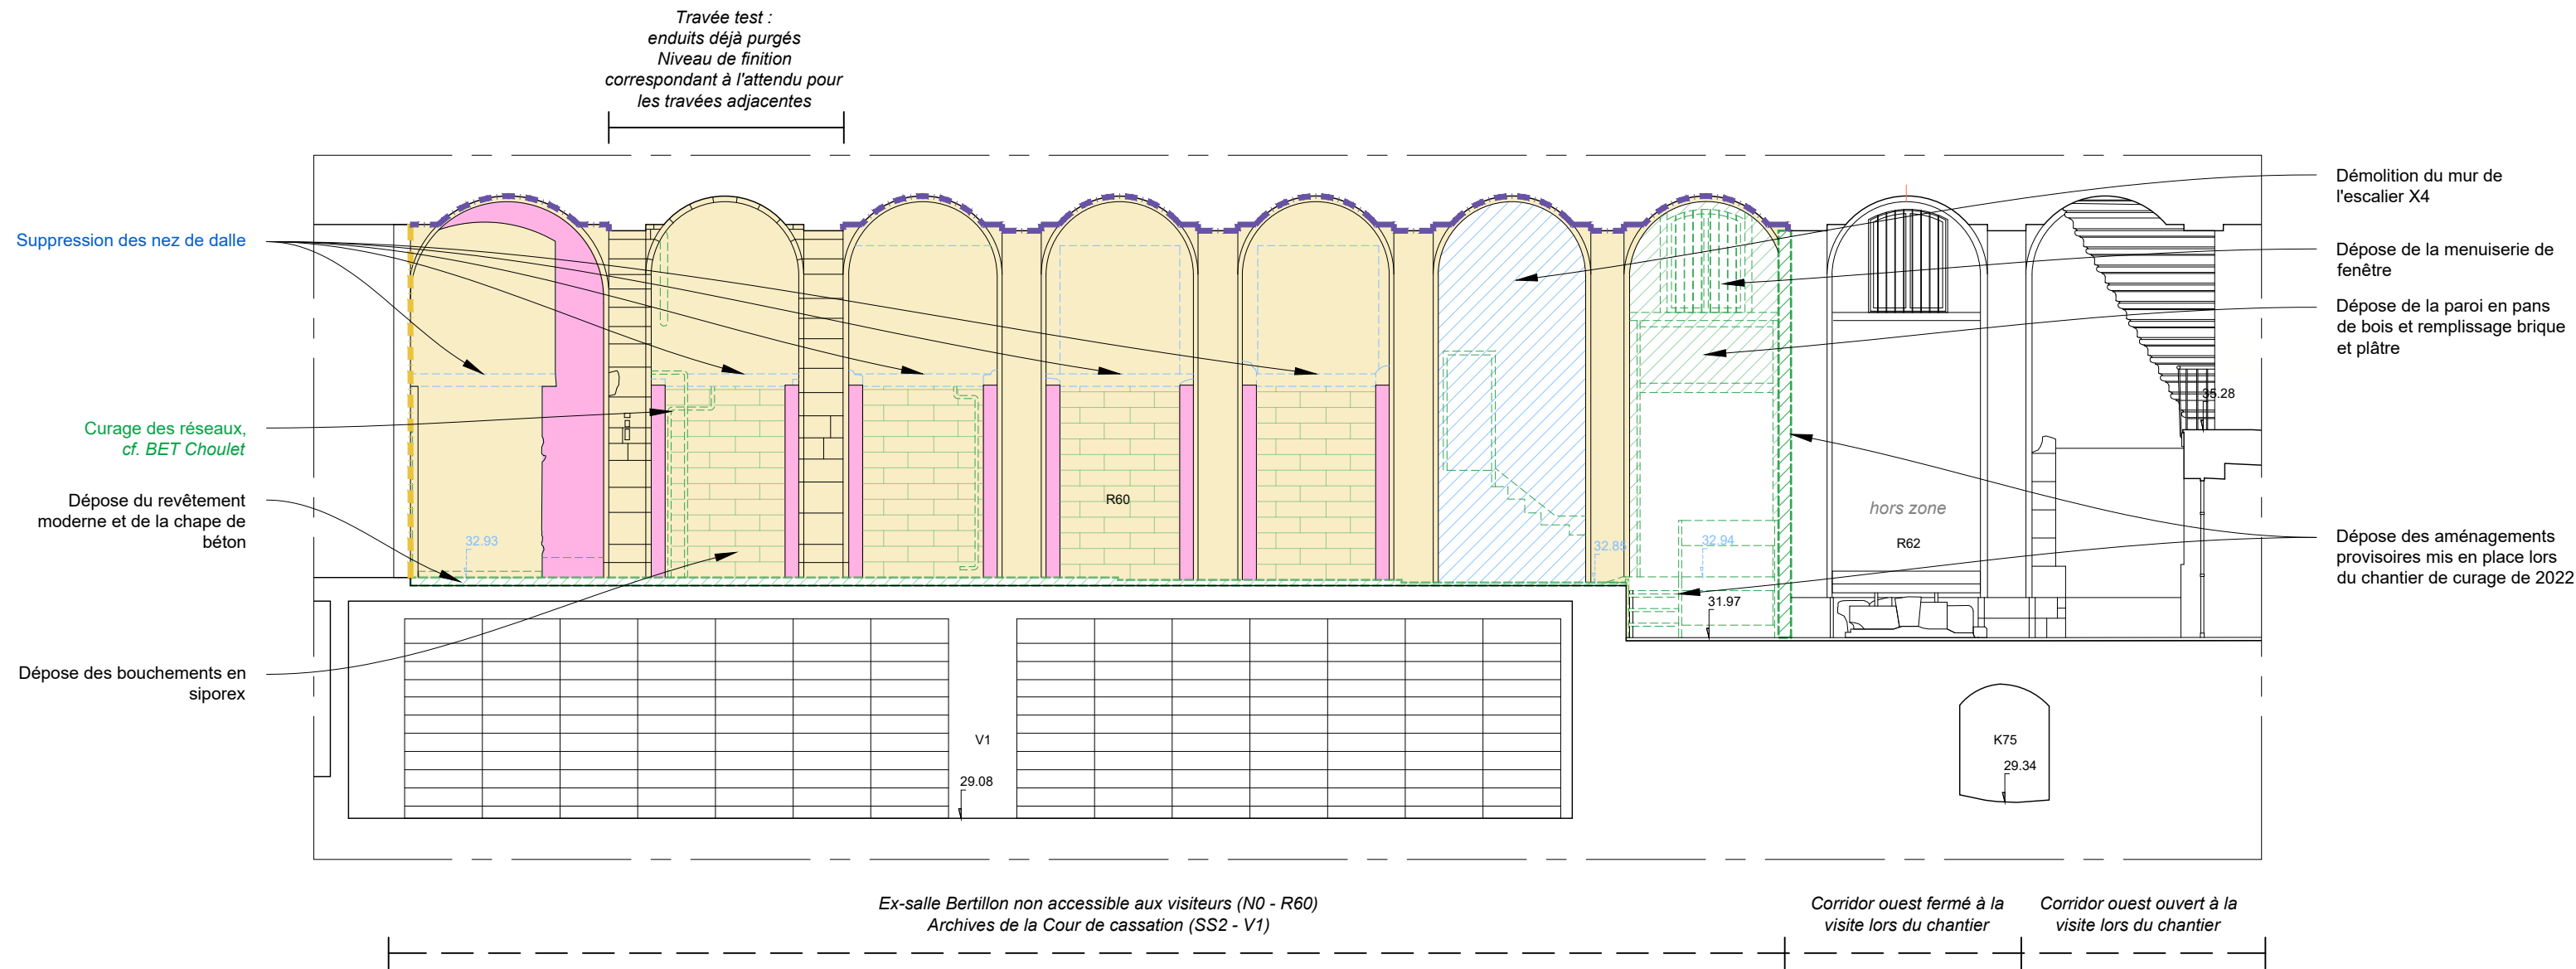 Travée test :
enduits déjà purgés
Niveau de finition
correspondant à l'attendu pour
les travées adjacentes
Suppression des nez de dalle
Curage des réseaux,
cf. BET Choulet
Dépose du revêtement
moderne et de la chape de
béton
Dépose des bouchements en
siporex
Démolition du mur de
l'escalier X4
Dépose de la menuiserie de
fenêtre
Dépose de la paroi en pans
de bois et remplissage brique
et plâtre
Dépose des aménagements
provisoires mis en place lors
du chantier de curage de 2022
35.28
R60
hors zone
R62
32.93
32.85
32.94
31.97
V1
29.08
K75
29.34
Ex-salle Bertillon non accessible aux visiteurs (N0 - R60)
Archives de la Cour de cassation (SS2 - V1)
Corridor ouest fermé à la
visite lors du chantier
Corridor ouest ouvert à la
visite lors du chantier